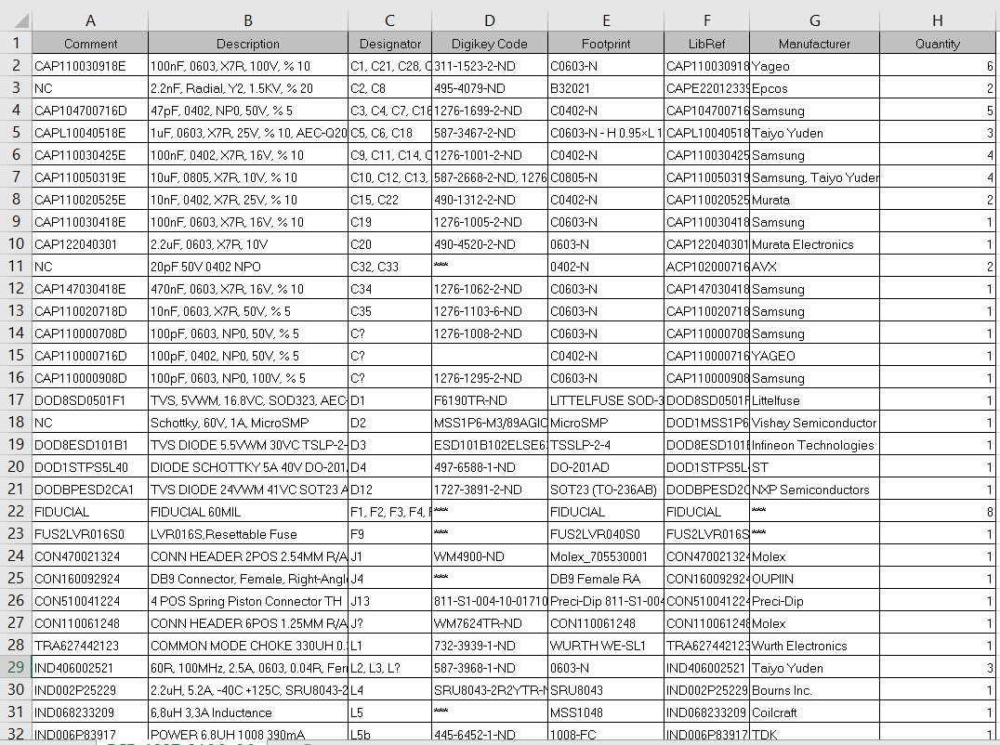 A B C D E F G H
1 Comment Description Designator Digikey Code Footprint LibRef Manufacturer Quantity
2 CAP110030918E 100nF, 0603, X7R, 100V, % 10 C1, C21, C28, C 311-1523-2-ND C0603-N CAP110030918 Yageo 6
3 NC 2.2nF, Radial, Y2, 1.5KV, % 20 C2, C8 495-4079-ND B32021 CAPE22012339 Epcos 2
4 CAP104700716D 47pF, 0402, NP0, 50V, % 5 C3, C4, C7, C16 1276-1699-2-ND C0402-N CAP104700716 Samsung 5
5 CAPL10040518E 1uF, 0603, X7R, 25V, % 10, AEC-Q20 C5, C6, C18 587-3467-2-ND C0603-N - H 0.95×L 1 CAPL10040518 Taiyo Yuden 3
6 CAP110030425E 100nF, 0402, X7R, 16V, % 10 C9, C11, C14, C 1276-1001-2-ND C0402-N CAP110030425 Samsung 4
7 CAP110050319E 10uF, 0805, X7R, 10V, % 10 C10, C12, C13, 587-2668-2-ND, 1276 C0805-N CAP110050319 Samsung, Taiyo Yuden 4
8 CAP110020525E 10nF, 0402, X7R, 25V, % 10 C15, C22 490-1312-2-ND C0402-N CAP110020525 Murata 2
9 CAP110030418E 100nF, 0603, X7R, 16V, % 10 C19 1276-1005-2-ND C0603-N CAP110030418 Samsung 1
10 CAP122040301 2.2uF, 0603, X7R, 10V C20 490-4520-2-ND 0603-N CAP122040301 Murata Electronics 1
11 NC 20pF 50V 0402 NPO C32, C33 *** 0402-N ACP102000716 AVX 2
12 CAP147030418E 470nF, 0603, X7R, 16V, % 10 C34 1276-1062-2-ND C0603-N CAP147030418 Samsung 1
13 CAP110020718D 10nF, 0603, X7R, 50V, % 5 C35 1276-1103-6-ND C0603-N CAP110020718 Samsung 1
14 CAP110000708D 100pF, 0603, NP0, 50V, % 5 C? 1276-1008-2-ND C0603-N CAP110000708 Samsung 1
15 CAP110000716D 100pF, 0402, NP0, 50V, % 5 C? C0402-N CAP110000716 YAGEO 1
16 CAP110000908D 100pF, 0603, NP0, 100V, % 5 C? 1276-1295-2-ND C0603-N CAP110000908 Samsung 1
17 DOD8SD0501F1 TVS, 5VWM, 16.8VC, SOD323, AEC- D1 F6190TR-ND LITTELFUSE SOD-3 DOD8SD0501F Littelfuse 1
18 NC Schottky, 60V, 1A, MicroSMP D2 MSS1P6-M3/89AGIC MicroSMP DOD1MSS1P6 Vishay Semiconductor 1
19 DOD8ESD101B1 TVS DIODE 5.5VWM 30VC TSLP-2- D3 ESD101B102ELSE6 TSSLP-2-4 DOD8ESD101 Infineon Technologies 1
20 DOD1STPS5L40 DIODE SCHOTTKY 5A 40V DO-201 D4 497-6588-1-ND DO-201AD DOD1STPS5L ST 1
21 DODBPESD2CA1 TVS DIODE 24VWM 41VC SOT23 A D12 1727-3891-2-ND SOT23 (TO-236AB) DODBPESD2C NXP Semiconductors 1
22 FIDUCIAL FIDUCIAL 60MIL F1, F2, F3, F4, *** FIDUCIAL FIDUCIAL *** 8
23 FUS2LVR016S0 LVR016S,Resettable Fuse F9 *** FUS2LVR040S0 FUS2LVR016S *** 1
24 CON470021324 CONN HEADER 2POS 2.54MM R/A J1 WM4900-ND Molex_705530001 CON470021324 Molex 1
25 CON160092924 DB9 Connector, Female, Right-Angl J4 *** DB9 Female RA CON160092924 OUPIIN 1
26 CON510041224 4 POS Spring Piston Connector TH J13 811-S1-004-10-01710 Preci-Dip 811-S1-004 CON510041224 Preci-Dip 1
27 CON110061248 CONN HEADER 6POS 1.25MM R/A J? WM7624TR-ND CON110061248 CON110061248 Molex 1
28 TRA627442123 COMMON MODE CHOKE 330UH 0. L1 732-3939-1-ND WURTH WE-SL1 TRA627442123 Wurth Electronics 1
29 IND406002521 60R, 100MHz, 2.5A, 0603, 0.04R, Fer L2, L3, L? 587-3968-1-ND 0603-N IND406002521 Taiyo Yuden 3
30 IND002P25229 2.2uH, 5.2A, -40C +125C, SRU8043-2 L4 SRU8043-2R2YTR- SRU8043 IND002P25229 Bourns Inc. 1
31 IND068233209 6,8uH 3,3A Inductance L5 *** MSS1048 IND068233209 Coilcraft 1
32 IND006P83917 POWER 6.8UH 1008 390mA L5b 445-6452-1-ND 1008-FC IND006P83917 TDK 1